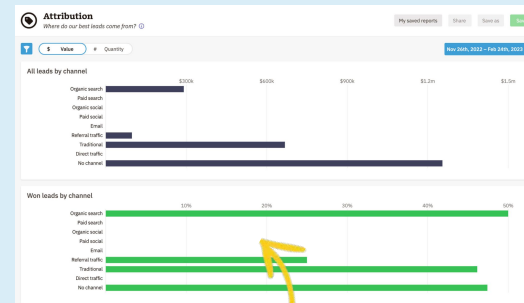 Attribution
Where do our best leads come from?
My saved reports
Share
Save as
$ Value
# Quantity
Nov 26th, 2022 – Feb 24th, 2023
All leads by channel
$300k $600k $900k $1.2m $1.5m
Organic search
Paid search
Organic social
Paid social
Email
Referral traffic
Traditional
Direct traffic
No channel
Won leads by channel
10% 20% 30% 40% 50%
Organic search
Paid search
Organic social
Paid social
Email
Referral traffic
Traditional
Direct traffic
No channel